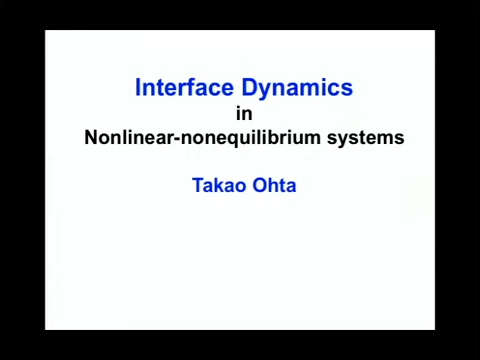 Interface Dynamics
in
Nonlinear-nonequilibrium systems
Takao Ohta